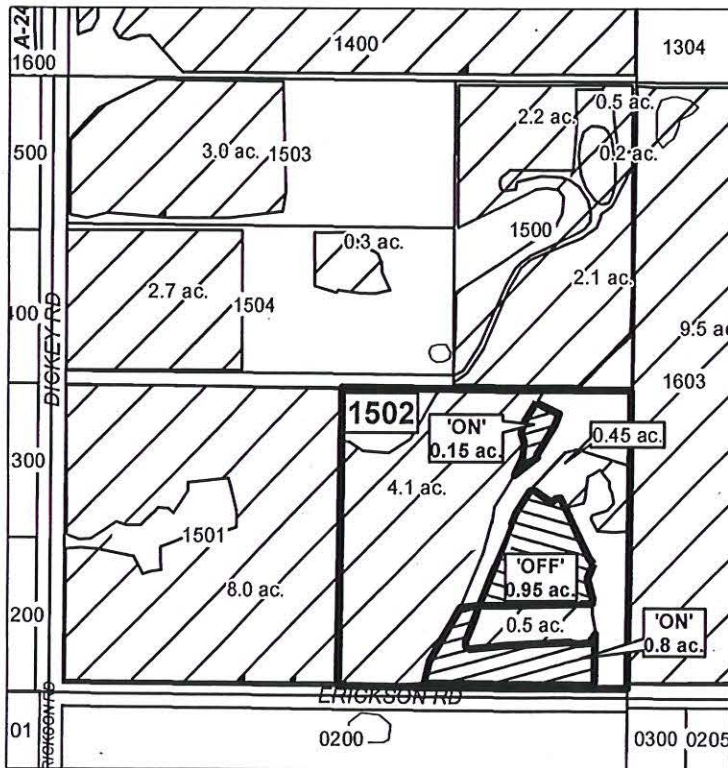 A-24
1400
1304
1600
0.5 ac.
2.2 ac.
500
3.0 ac.
1503
0.2 ac.
1500
0.3 ac.
2.7 ac.
1504
2.1 ac.
DICKEY RD
9.5
1603
1502
'ON'
0.15 ac.
0.45 ac.
300
4.1 ac.
1501
'OFF'
0.95 ac.
8.0 ac.
200
0.5 ac.
'ON'
0.8 ac.
ERICKSON RD
01
0200
0300
0205